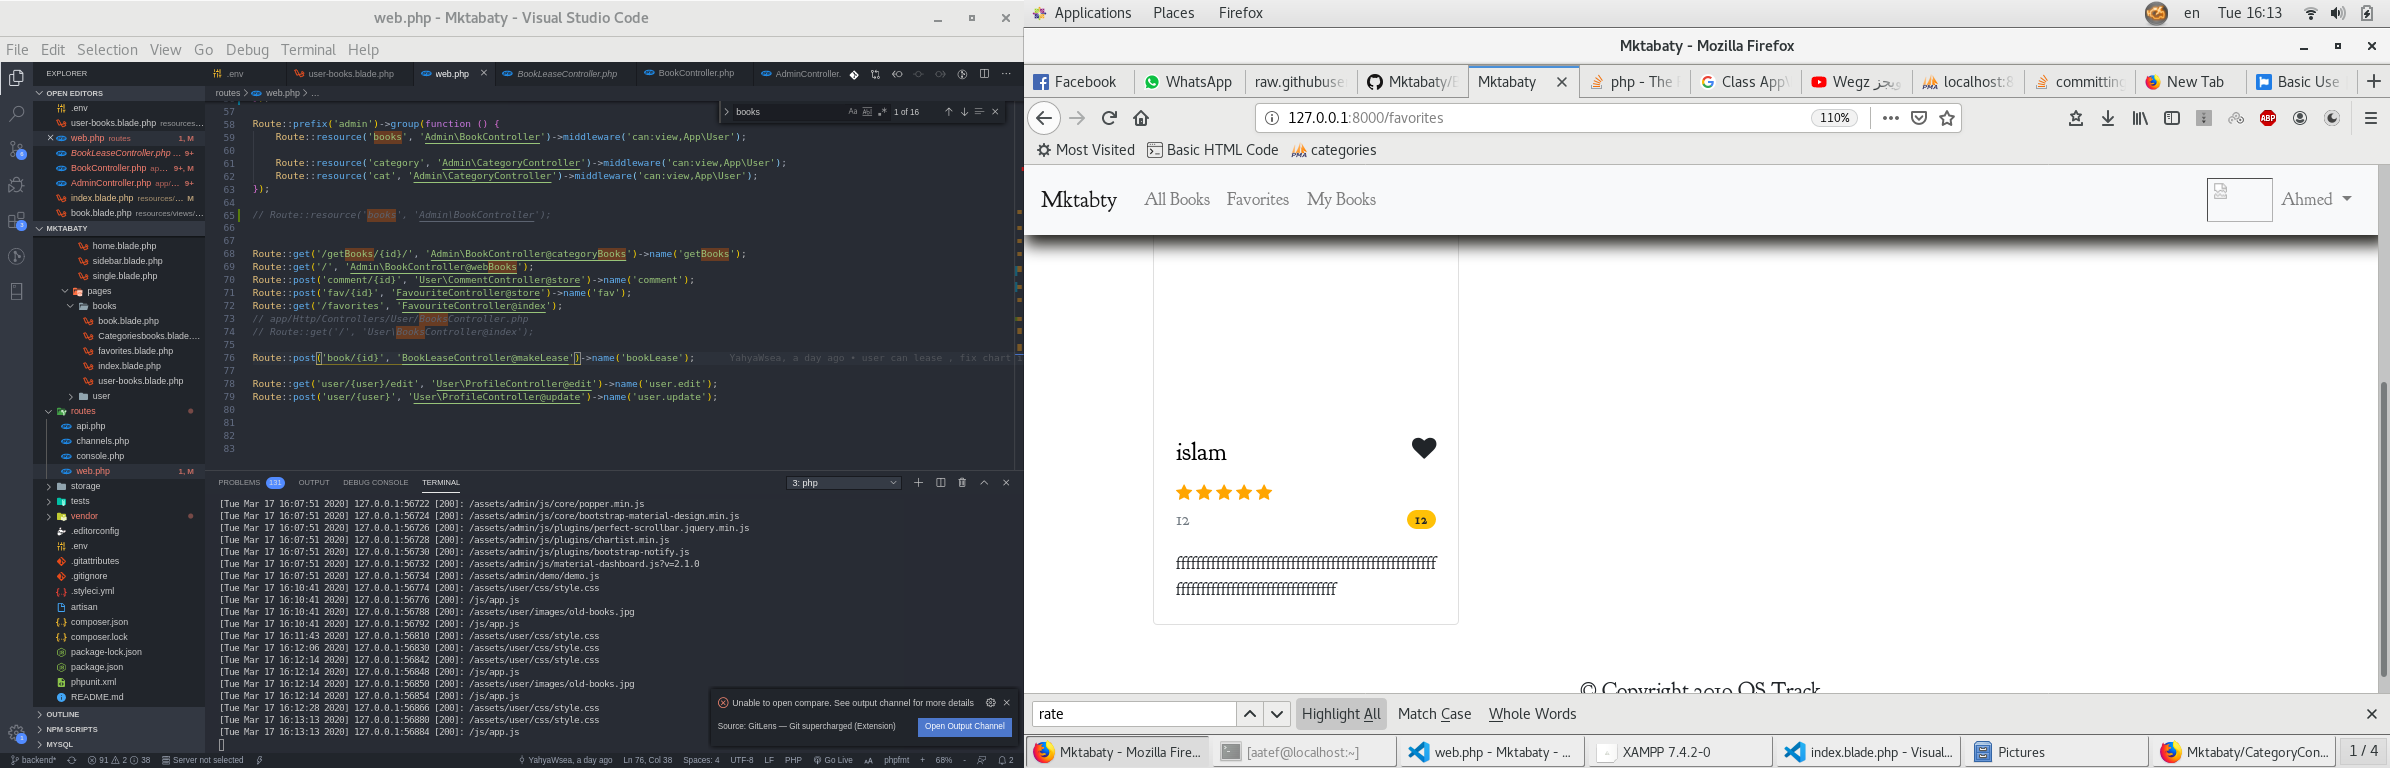 web.php - Mktabaty - Visual Studio Code
File Edit Selection View Go Debug Terminal Help
EXPLORER
OPEN EDITORS
.env
user-books.blade.php resources...
web.php routes 1, M
BookLeaseController.php ... 9+
BookController.php ap... 9+, M
AdminController.php app/... 9+
index.blade.php resources/... M
book.blade.php resources/views/...
MKTABATY
home.blade.php
sidebar.blade.php
single.blade.php
pages
books
book.blade.php
Categoriesbooks.blade....
favorites.blade.php
index.blade.php
user-books.blade.php
user
routes
api.php
channels.php
console.php
web.php 1, M
storage
tests
vendor
.editorconfig
.env
.gitattributes
.gitignore
.styleci.yml
artisan
composer.json
composer.lock
package-lock.json
package.json
phpunit.xml
README.md
OUTLINE
NPM SCRIPTS
MYSQL
.env user-books.blade.php web.php BookLeaseController.php BookController.php AdminController.
routes > web.php > ...
books Aa 1 of 16
57
58 Route::prefix('admin')->group(function () {
59 Route::resource('books', 'Admin\BookController')->middleware('can:view,App\User');
60
61 Route::resource('category', 'Admin\CategoryController')->middleware('can:view,App\User');
62 Route::resource('cat', 'Admin\CategoryController')->middleware('can:view,App\User');
63 });
64
65 // Route::resource('books', 'Admin\BookController');
66
67
68 Route::get('/getBooks/{id}/', 'Admin\BookController@categoryBooks')->name('getBooks');
69 Route::get('/', 'Admin\BookController@webBooks');
70 Route::post('comment/{id}', 'User\CommentController@store')->name('comment');
71 Route::post('fav/{id}', 'FavouriteController@store')->name('fav');
72 Route::get('/favorites', 'FavouriteController@index');
73 // app/Http/Controllers/User/BooksController.php
74 // Route::get('/', 'User\BooksController@index');
75
76 Route::post('book/{id}', 'BookLeaseController@makeLease')->name('bookLease'); YahyaWsea, a day ago • user can lease , fix chart
77
78 Route::get('user/{user}/edit', 'User\ProfileController@edit')->name('user.edit');
79 Route::post('user/{user}', 'User\ProfileController@update')->name('user.update');
80
81
82
83
PROBLEMS 131 OUTPUT DEBUG CONSOLE TERMINAL 3: php
[Tue Mar 17 16:07:51 2020] 127.0.0.1:56722 [200]: /assets/admin/js/core/popper.min.js
[Tue Mar 17 16:07:51 2020] 127.0.0.1:56724 [200]: /assets/admin/js/core/bootstrap-material-design.min.js
[Tue Mar 17 16:07:51 2020] 127.0.0.1:56726 [200]: /assets/admin/js/plugins/perfect-scrollbar.jquery.min.js
[Tue Mar 17 16:07:51 2020] 127.0.0.1:56728 [200]: /assets/admin/js/plugins/chartist.min.js
[Tue Mar 17 16:07:51 2020] 127.0.0.1:56730 [200]: /assets/admin/js/plugins/bootstrap-notify.js
[Tue Mar 17 16:07:51 2020] 127.0.0.1:56732 [200]: /assets/admin/js/material-dashboard.js?v=2.1.0
[Tue Mar 17 16:07:51 2020] 127.0.0.1:56734 [200]: /assets/admin/demo/demo.js
[Tue Mar 17 16:10:41 2020] 127.0.0.1:56774 [200]: /assets/user/css/style.css
[Tue Mar 17 16:10:41 2020] 127.0.0.1:56776 [200]: /js/app.js
[Tue Mar 17 16:10:41 2020] 127.0.0.1:56788 [200]: /assets/user/images/old-books.jpg
[Tue Mar 17 16:10:41 2020] 127.0.0.1:56792 [200]: /js/app.js
[Tue Mar 17 16:11:43 2020] 127.0.0.1:56810 [200]: /assets/user/css/style.css
[Tue Mar 17 16:12:06 2020] 127.0.0.1:56830 [200]: /assets/user/css/style.css
[Tue Mar 17 16:12:14 2020] 127.0.0.1:56842 [200]: /assets/user/css/style.css
[Tue Mar 17 16:12:14 2020] 127.0.0.1:56848 [200]: /js/app.js
[Tue Mar 17 16:12:14 2020] 127.0.0.1:56850 [200]: /assets/user/images/old-books.jpg
[Tue Mar 17 16:12:14 2020] 127.0.0.1:56854 [200]: /js/app.js
[Tue Mar 17 16:12:28 2020] 127.0.0.1:56866 [200]: /assets/user/css/style.css
[Tue Mar 17 16:13:13 2020] 127.0.0.1:56880 [200]: /assets/user/css/style.css
[Tue Mar 17 16:13:13 2020] 127.0.0.1:56884 [200]: /js/app.js
Unable to open compare. See output channel for more details
Source: GitLens — Git supercharged (Extension) Open Output Channel
backend* 91 2 38 Server not selected YahyaWsea, a day ago Ln 76, Col 38 Spaces: 4 UTF-8 LF PHP Go Live phpfmt 68% 2
Applications Places Firefox en Tue 16:13
Mktabaty - Mozilla Firefox
Facebook WhatsApp raw.githubuse Mktabaty/E Mktabaty php - The Class App\ Wegz ويجز localhost:8 committing New Tab Basic Use
127.0.0.1:8000/favorites 110% ABP
Most Visited Basic HTML Code categories
Mktabty All Books Favorites My Books Ahmed
islam
12 12
ffffffffffffffffffffffffffffffffffffffffffffffffffffff
fffffffffffffffffffffffffffffffff
© Copyright 2019 OS Track
rate Highlight All Match Case Whole Words
Mktabaty - Mozilla Fire... [aatef@localhost:~] web.php - Mktabaty - ... XAMPP 7.4.2-0 index.blade.php - Visual... Pictures Mktabaty/CategoryCon... 1 / 4